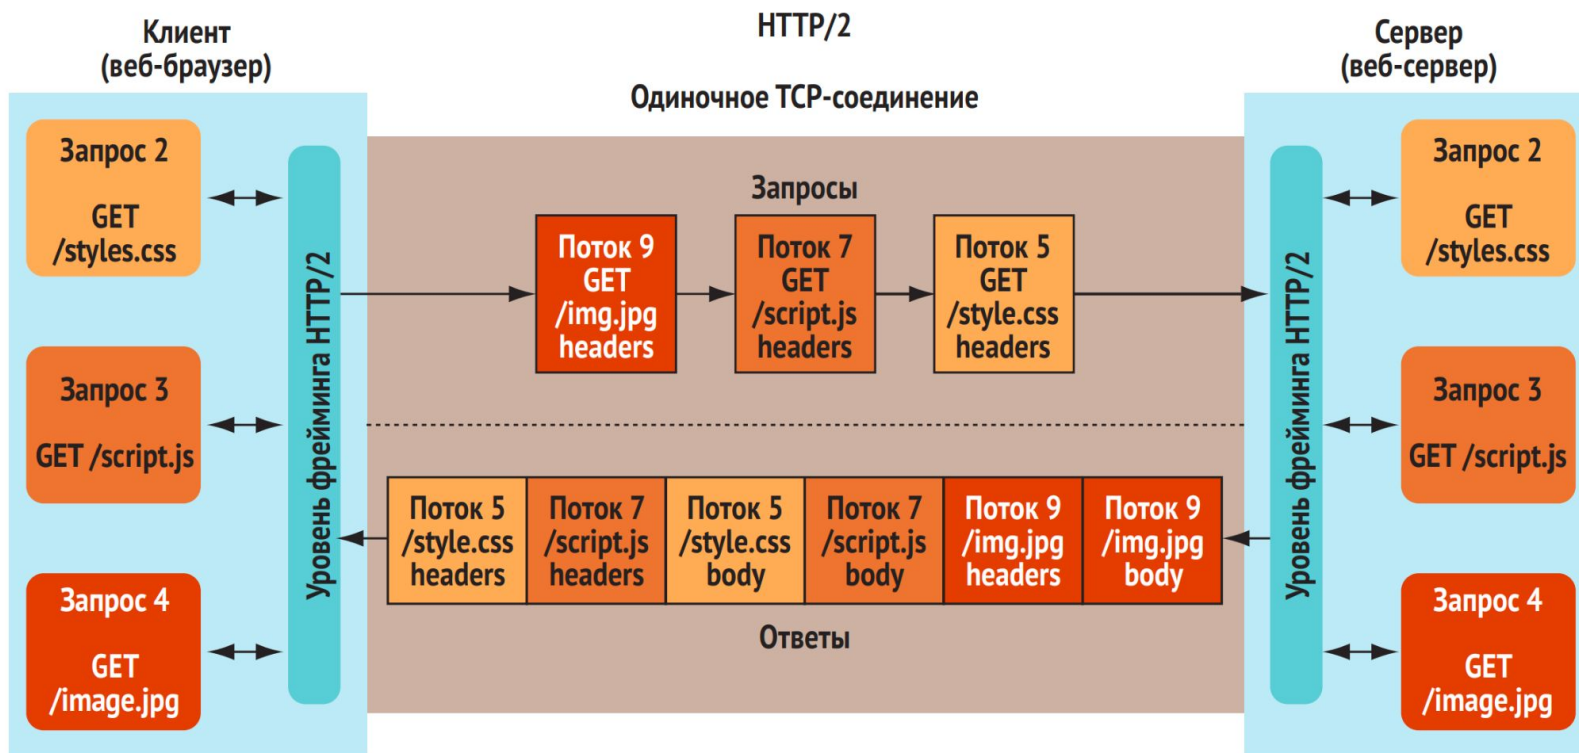 HTTP/2
Клиент
(веб-браузер)
Сервер
(веб-сервер)
Одиночное TCP-соединение
Запрос 2
GET
/styles.css
Запрос 3
GET /script.js
Запрос 4
GET
/image.jpg
Уровень фрейминга HTTP/2
Запросы
Поток 9
GET
/img.jpg
headers
Поток 7
GET
/script.js
headers
Поток 5
GET
/style.css
headers
Поток 5
/style.css
headers
Поток 7
/script.js
headers
Поток 5
/style.css
body
Поток 7
/script.js
body
Поток 9
/img.jpg
headers
Поток 9
/img.jpg
body
Ответы
Уровень фрейминга HTTP/2
Запрос 2
GET
/styles.css
Запрос 3
GET /script.js
Запрос 4
GET
/image.jpg